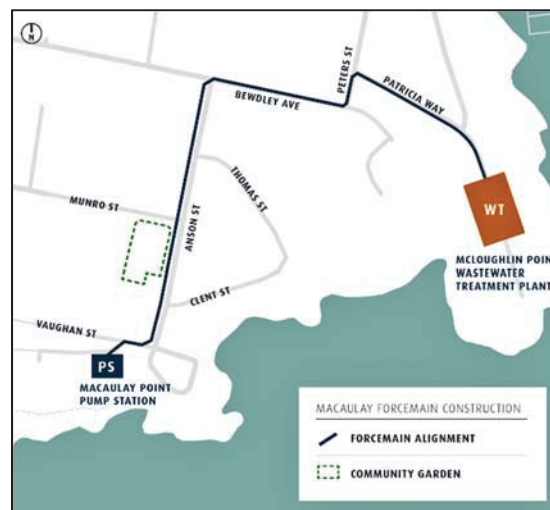 N
PETERS ST
BEWDLEY AVE
PATRICIA WAY
THOMAS ST
MUNRO ST
ANSON ST
WT
MCLOUGHLIN POIN
WASTEWATER
TREATMENT PLANT
CLENT ST
VAUGHAN ST
PS
MACAULAY POINT
PUMP STATION
MACAULAY FORCEMAIN CONSTRUCTION
FORCEMAIN ALIGNMENT
COMMUNITY GARDEN